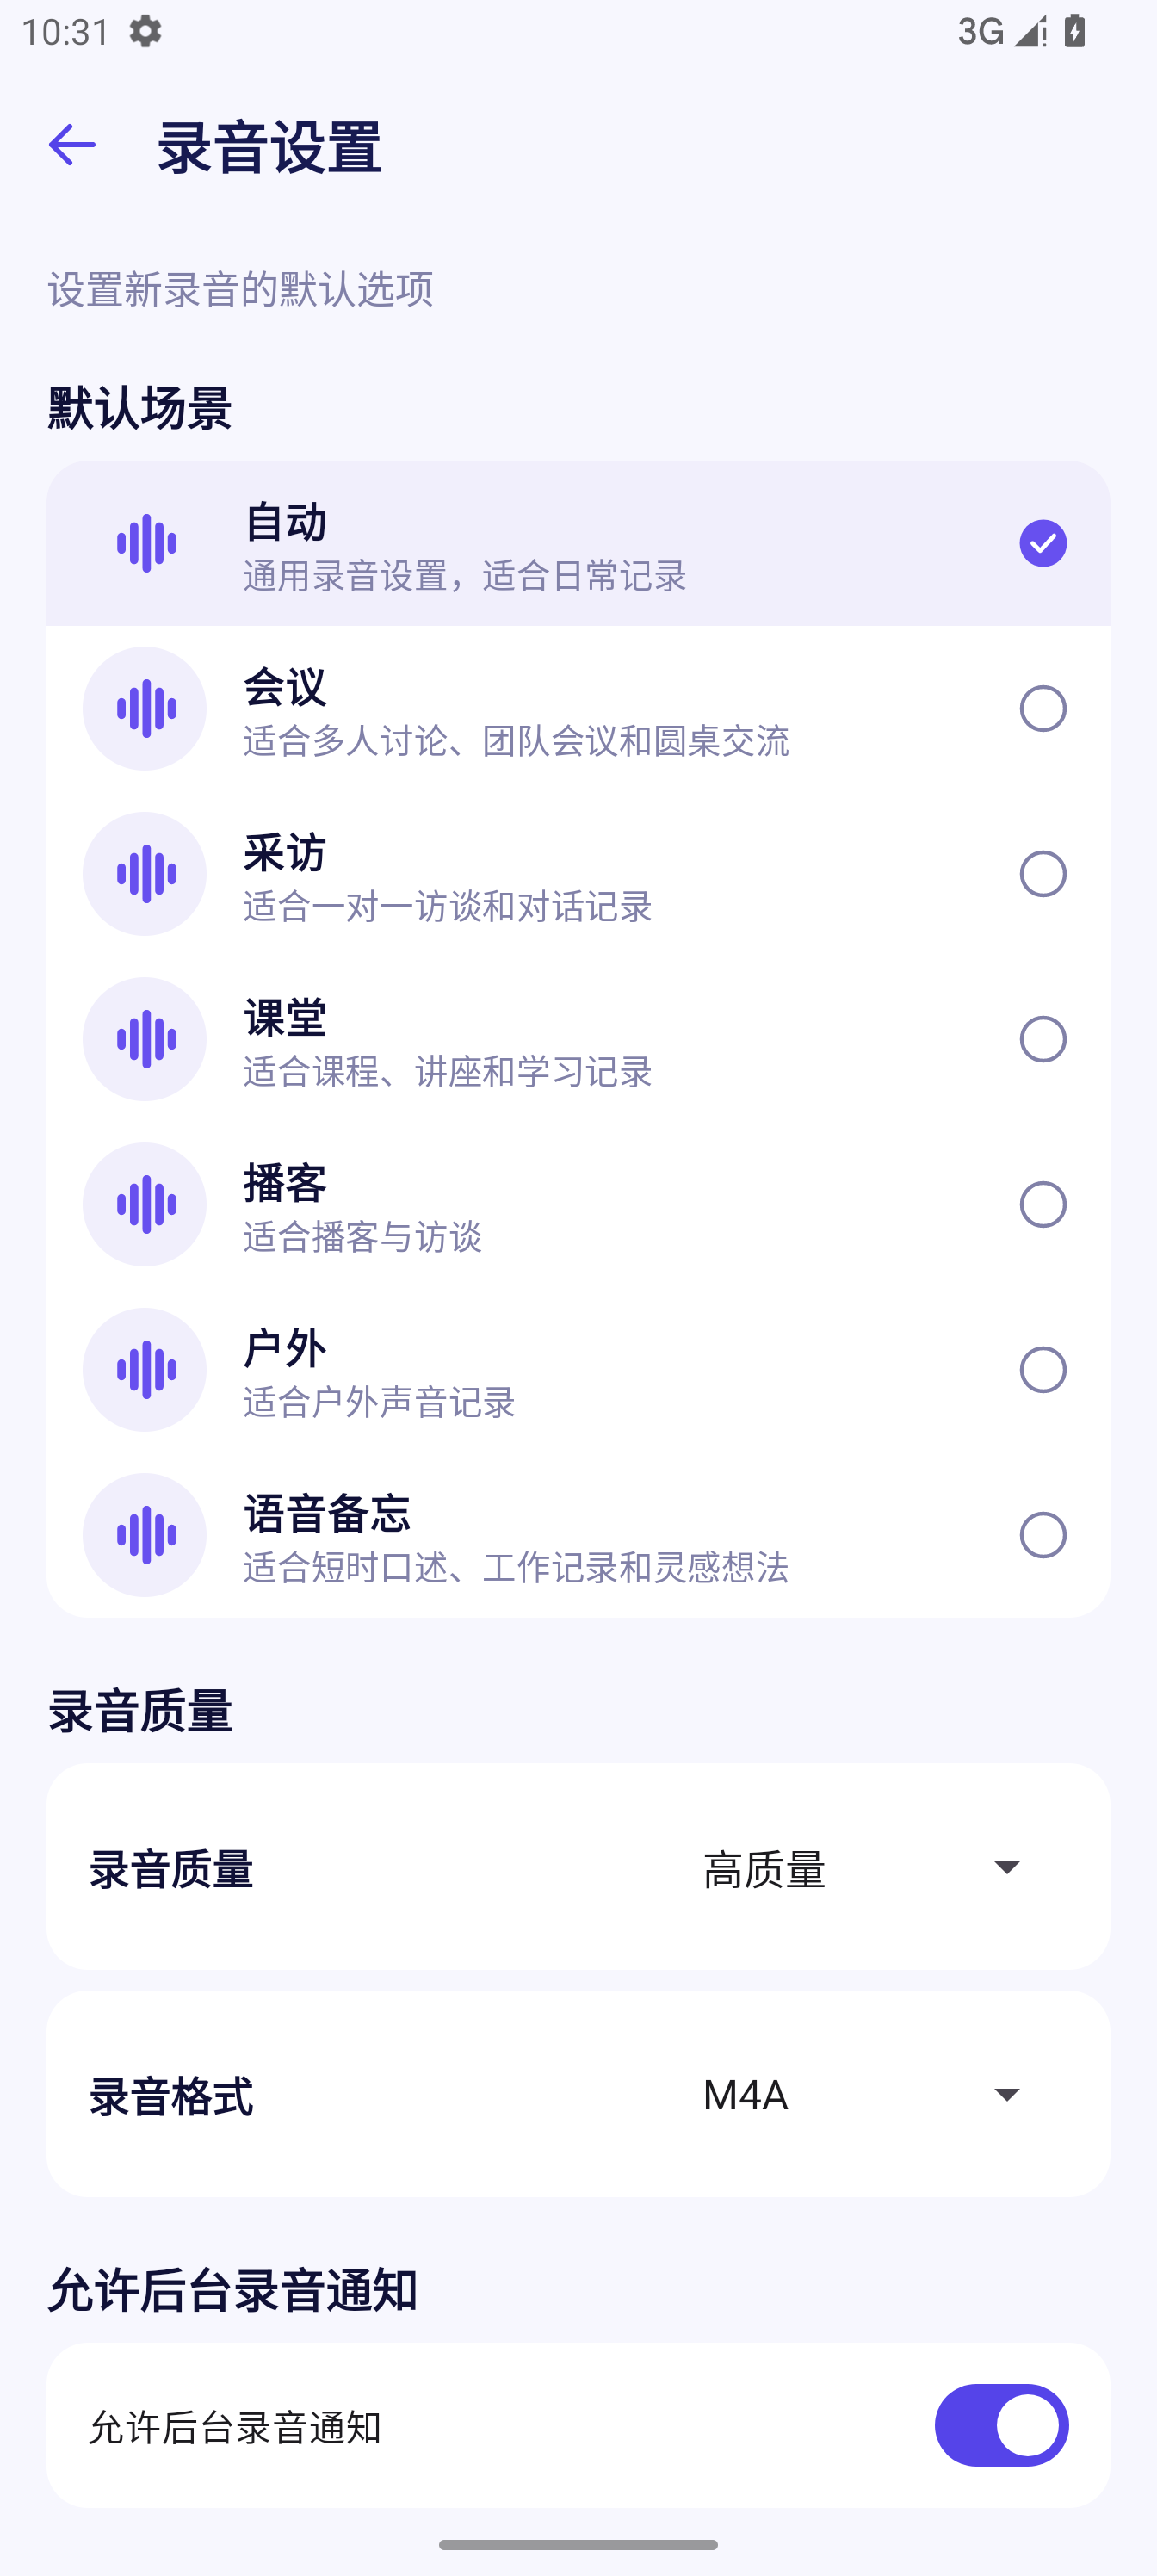 10:31
3G
录音设置
设置新录音的默认选项
默认场景
自动
通用录音设置，适合日常记录
会议
适合多人讨论、团队会议和圆桌交流
采访
适合一对一访谈和对话记录
课堂
适合课程、讲座和学习记录
播客
适合播客与访谈
户外
适合户外声音记录
语音备忘
适合短时口述、工作记录和灵感想法
录音质量
录音质量
高质量
录音格式
M4A
允许后台录音通知
允许后台录音通知